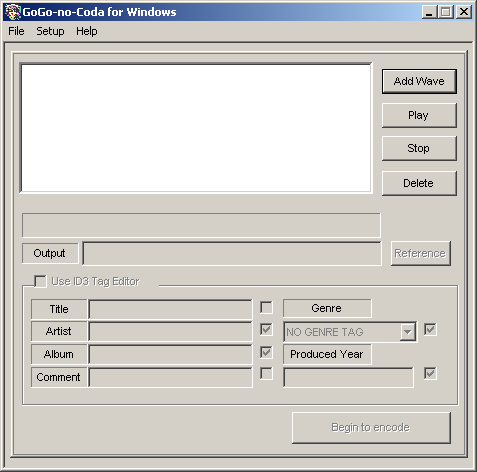 GoGo-no-Coda for Windows
File Setup Help
Add Wave
Play
Stop
Delete
Output Reference
Use ID3 Tag Editor
Title Genre
Artist NO GENRE TAG
Album Produced Year
Comment
Begin to encode